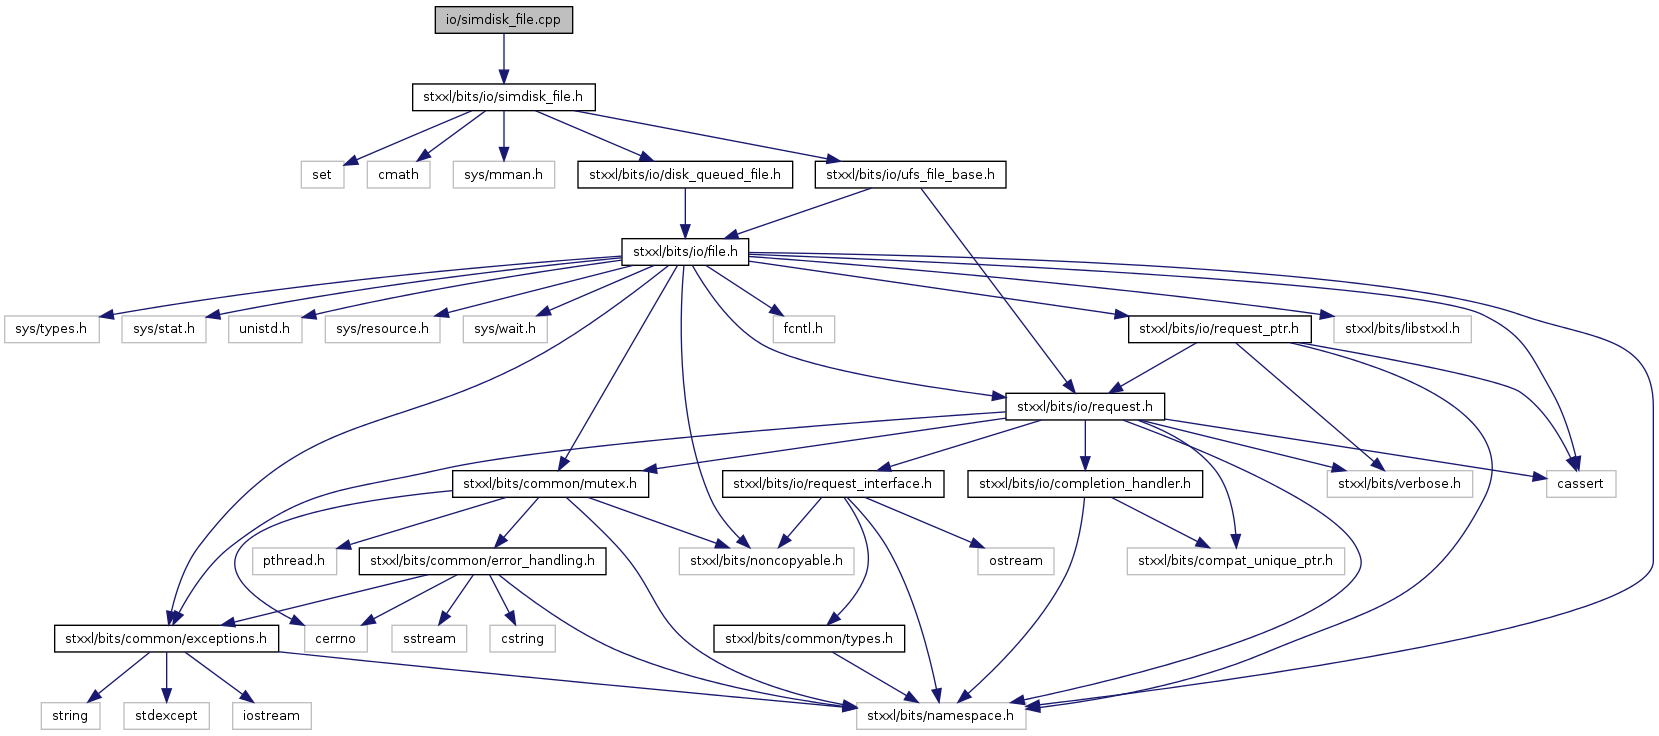 io/simdisk_file.cpp
stxxl/bits/io/simdisk_file.h
set
cmath
sys/mman.h
stxxl/bits/io/disk_queued_file.h
stxxl/bits/io/ufs_file_base.h
stxxl/bits/io/file.h
sys/types.h
sys/stat.h
unistd.h
sys/resource.h
sys/wait.h
fcntl.h
stxxl/bits/io/request_ptr.h
stxxl/bits/libstxxl.h
stxxl/bits/io/request.h
stxxl/bits/common/mutex.h
stxxl/bits/io/request_interface.h
stxxl/bits/io/completion_handler.h
stxxl/bits/verbose.h
cassert
pthread.h
stxxl/bits/common/error_handling.h
stxxl/bits/noncopyable.h
ostream
stxxl/bits/compat_unique_ptr.h
stxxl/bits/common/exceptions.h
cerrno
sstream
cstring
stxxl/bits/common/types.h
string
stdexcept
iostream
stxxl/bits/namespace.h